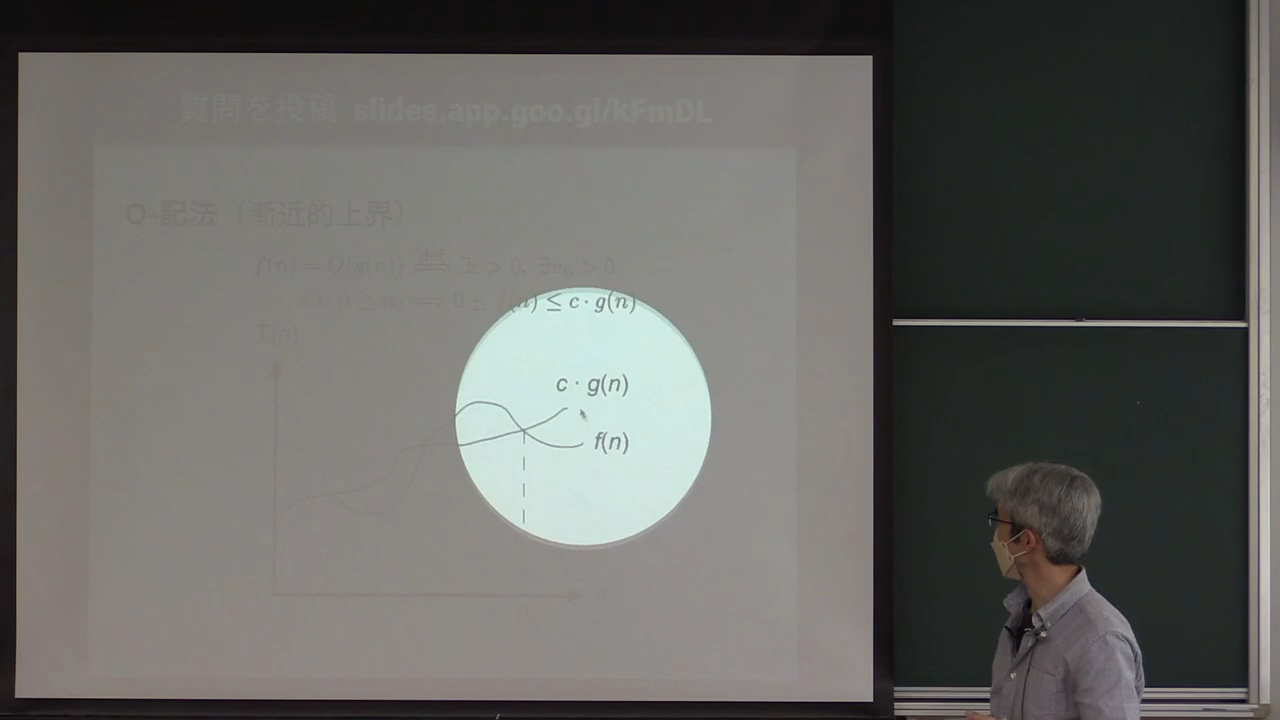 質問を投稿 slides.app.goo.gl/kFmDL
O-記法（漸近的上界）
f(n) = O(g(n)) ⟺ def ∃c > 0, ∃n₀ > 0
s.t. n ≥ n₀ ⟹ 0 ≤ f(n) ≤ c · g(n)
T(n)
c · g(n)
f(n)
n